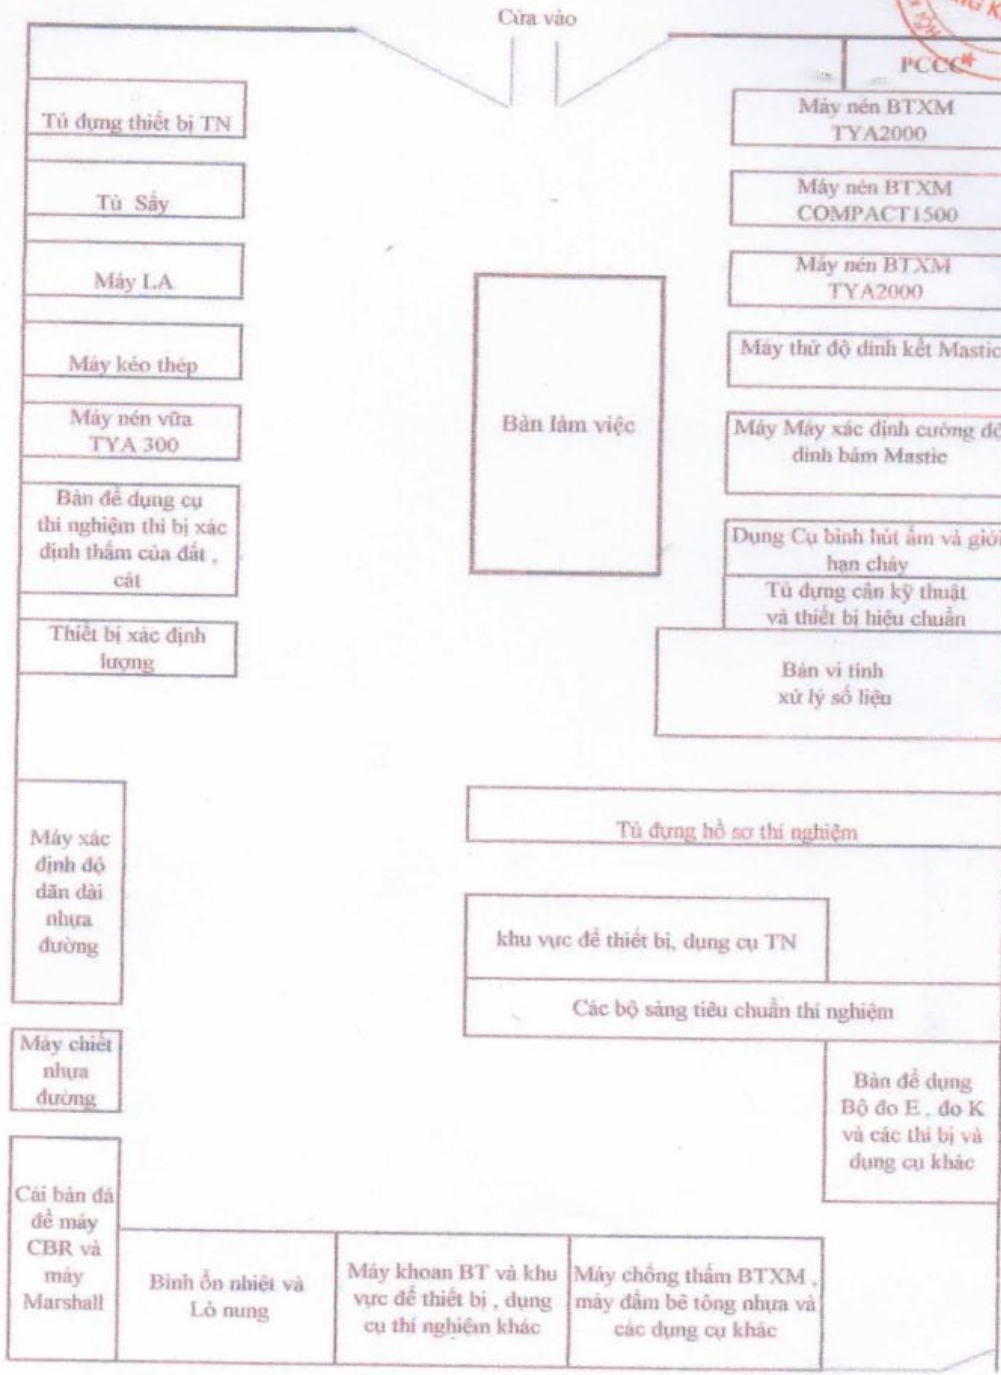 Cửa vào
PCCC
Tủ đựng thiết bị TN
Tủ Sấy
Máy LA
Máy kéo thép
Máy nén vữa
TYA 300
Bàn để dụng cụ
thí nghiệm thi bị xác
định thấm của đất ,
cát
Thiết bị xác định
lượng
Máy xác
định độ
dãn dài
nhựa
đường
Máy chiết
nhựa
đường
Cái bàn đá
để máy
CBR và
máy
Marshall
Bàn làm việc
Máy nén BTXM
TYA2000
Máy nén BTXM
COMPACT1500
Máy nén BTXM
TYA2000
Máy thử độ dính kết Mastic
Máy Máy xác định cường độ
dính bám Mastic
Dụng Cụ bình hút ẩm và giới
hạn chảy
Tủ đựng cân kỹ thuật
và thiết bị hiệu chuẩn
Bàn vi tính
xử lý số liệu
Tủ đựng hồ sơ thí nghiệm
khu vực để thiết bị, dụng cụ TN
Các bộ sàng tiêu chuẩn thí nghiệm
Bàn để dụng
Bộ đo E , đo K
và các thi bị và
dụng cụ khác
Bình ổn nhiệt và
Lò nung
Máy khoan BT và khu
vực để thiết bị , dụng
cụ thí nghiệm khác
Máy chống thấm BTXM ,
máy đầm bê tông nhựa và
các dụng cụ khác